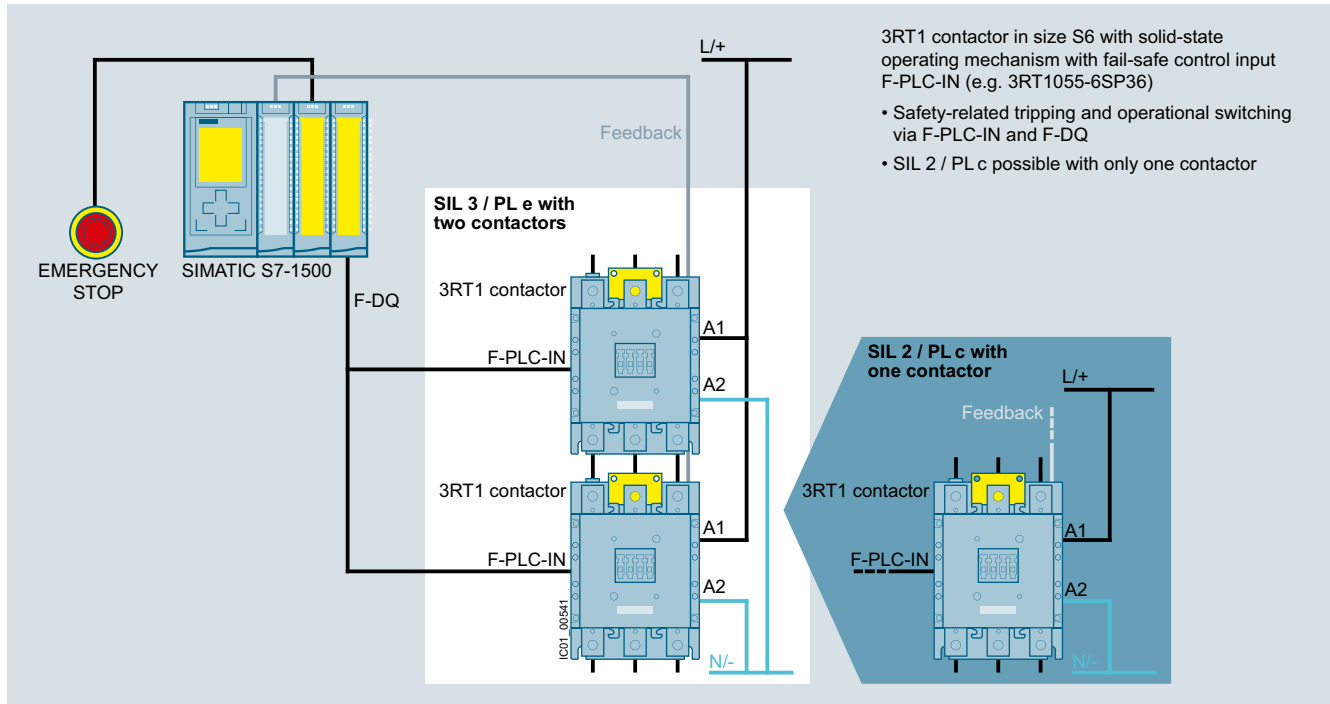 L/+
3RT1 contactor in size S6 with solid-state
operating mechanism with fail-safe control input
F-PLC-IN (e.g. 3RT1055-6SP36)
• Safety-related tripping and operational switching
via F-PLC-IN and F-DQ
• SIL 2 / PL c possible with only one contactor
Feedback
SIL 3 / PL e with
two contactors
EMERGENCY
STOP
SIMATIC S7-1500
F-DQ
3RT1 contactor
A1
F-PLC-IN
A2
3RT1 contactor
A1
F-PLC-IN
A2
N/-
IC01_00541
SIL 2 / PL c with
one contactor
L/+
Feedback
3RT1 contactor
A1
F-PLC-IN
A2
N/-